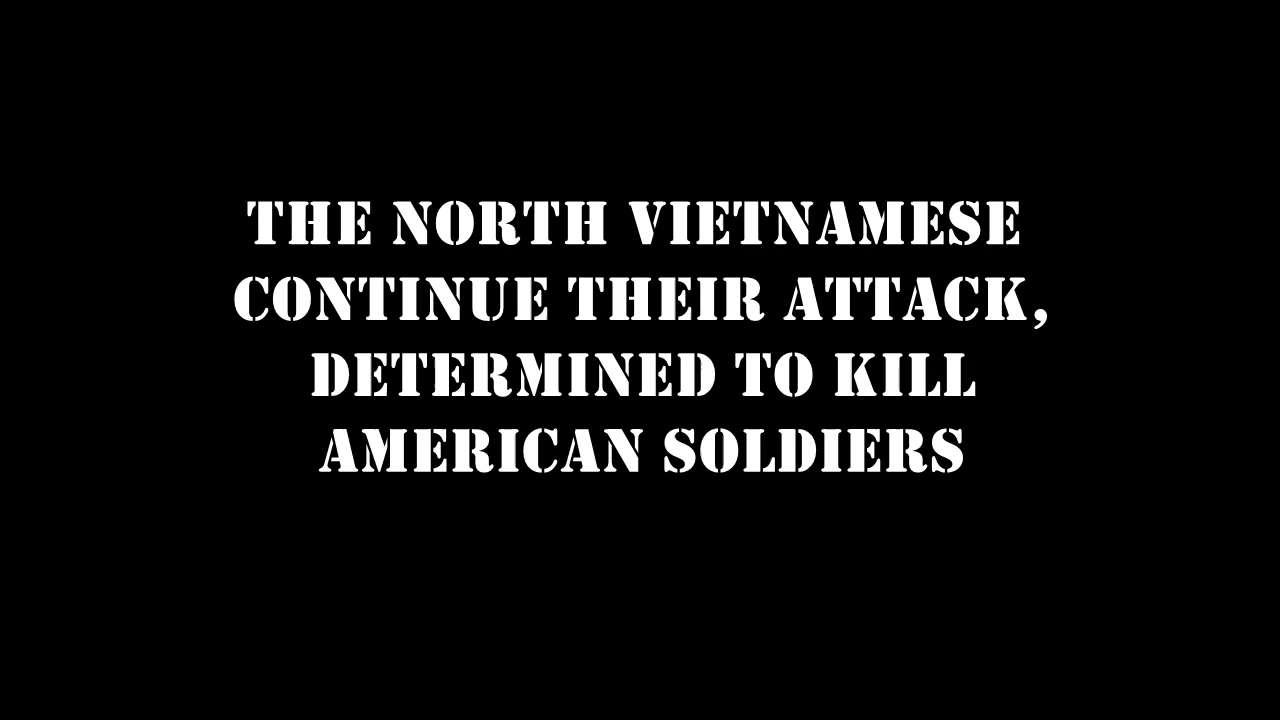 THE NORTH VIETNAMESE
CONTINUE THEIR ATTACK,
DETERMINED TO KILL
AMERICAN SOLDIERS